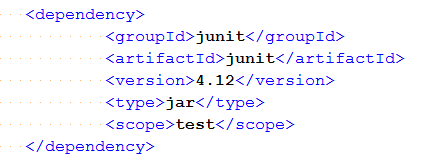 <dependency>
<groupId>junit</groupId>
<artifactId>junit</artifactId>
<version>4.12</version>
<type>jar</type>
<scope>test</scope>
</dependency>